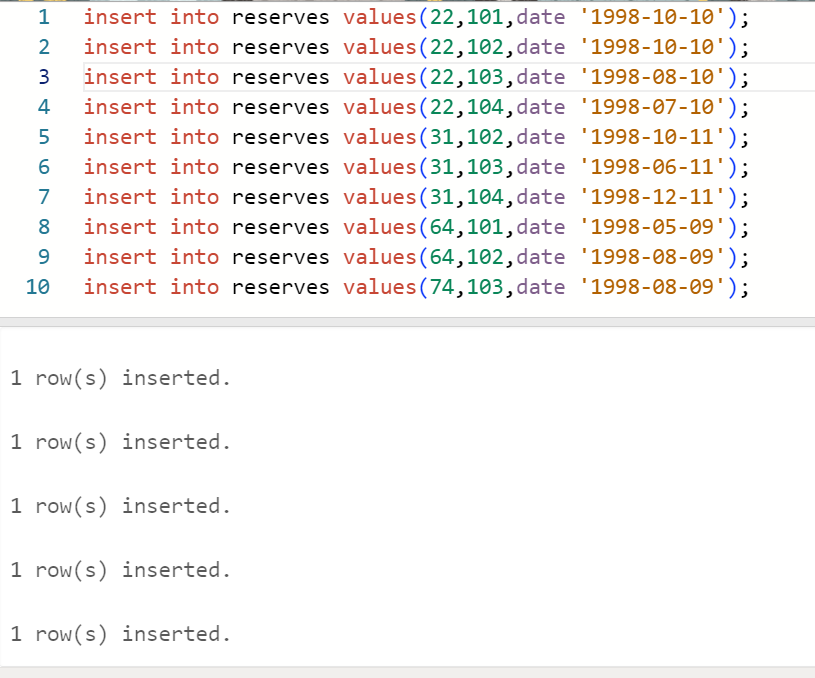 1 insert into reserves values(22,101,date '1998-10-10');
2 insert into reserves values(22,102,date '1998-10-10');
3 insert into reserves values(22,103,date '1998-08-10');
4 insert into reserves values(22,104,date '1998-07-10');
5 insert into reserves values(31,102,date '1998-10-11');
6 insert into reserves values(31,103,date '1998-06-11');
7 insert into reserves values(31,104,date '1998-12-11');
8 insert into reserves values(64,101,date '1998-05-09');
9 insert into reserves values(64,102,date '1998-08-09');
10 insert into reserves values(74,103,date '1998-08-09');
1 row(s) inserted.
1 row(s) inserted.
1 row(s) inserted.
1 row(s) inserted.
1 row(s) inserted.